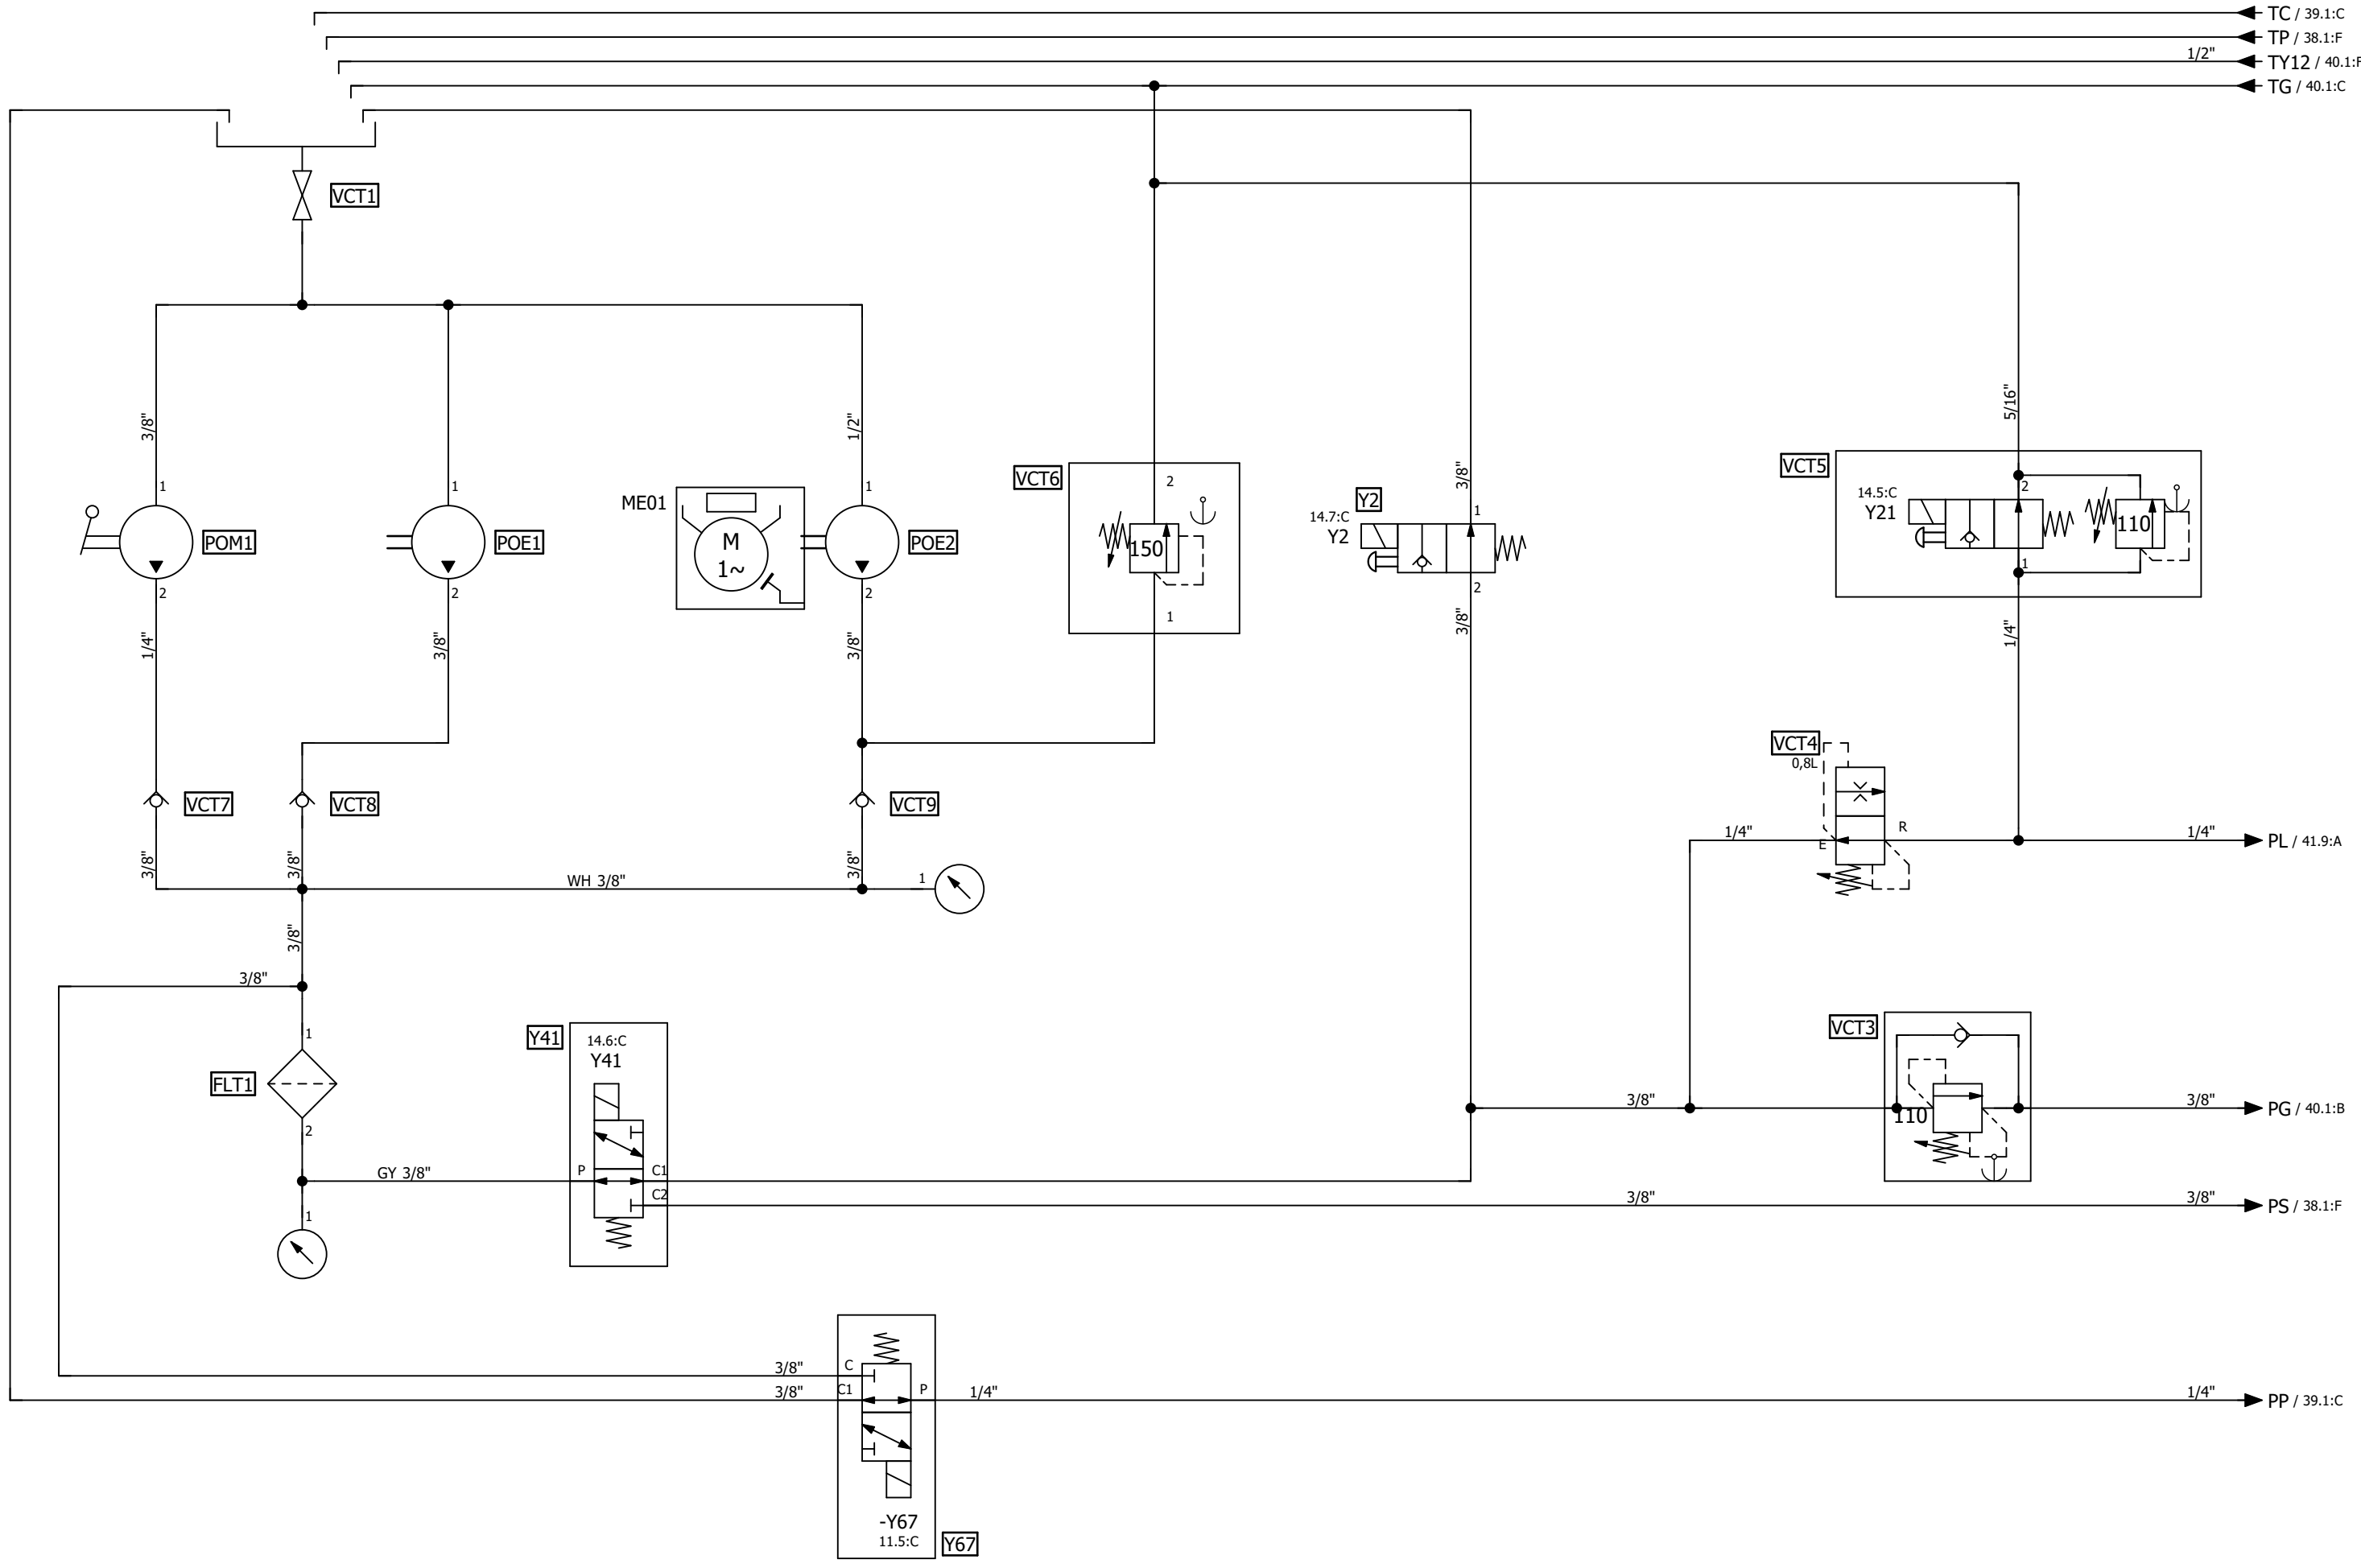 TC / 39.1:C
TP / 38.1:F
1/2" TY12 / 40.1:F
TG / 40.1:C
VCT1
3/8"
1/2"
5/16"
1
1
1
POM1
POE1
ME01
M
1~
POE2
2
2
2
VCT6
2
150
1
3/8"
Y2
14.7:C
Y2
1
2
3/8"
VCT5
14.5:C
Y21
2
1
110
1/4"
3/8"
3/8"
1/4"
VCT7
VCT8
VCT9
VCT4
0,8L
1/4"
E
R
1/4"
PL / 41.9:A
3/8"
3/8"
WH 3/8"
3/8"
1
3/8"
3/8"
1
FLT1
2
Y41
14.6:C
Y41
VCT3
3/8"
110
3/8"
PG / 40.1:B
GY 3/8"
P
C1
C2
3/8"
3/8"
PS / 38.1:F
1
3/8"
C
3/8"
C1
P
1/4"
1/4"
PP / 39.1:C
-Y67
11.5:C
Y67